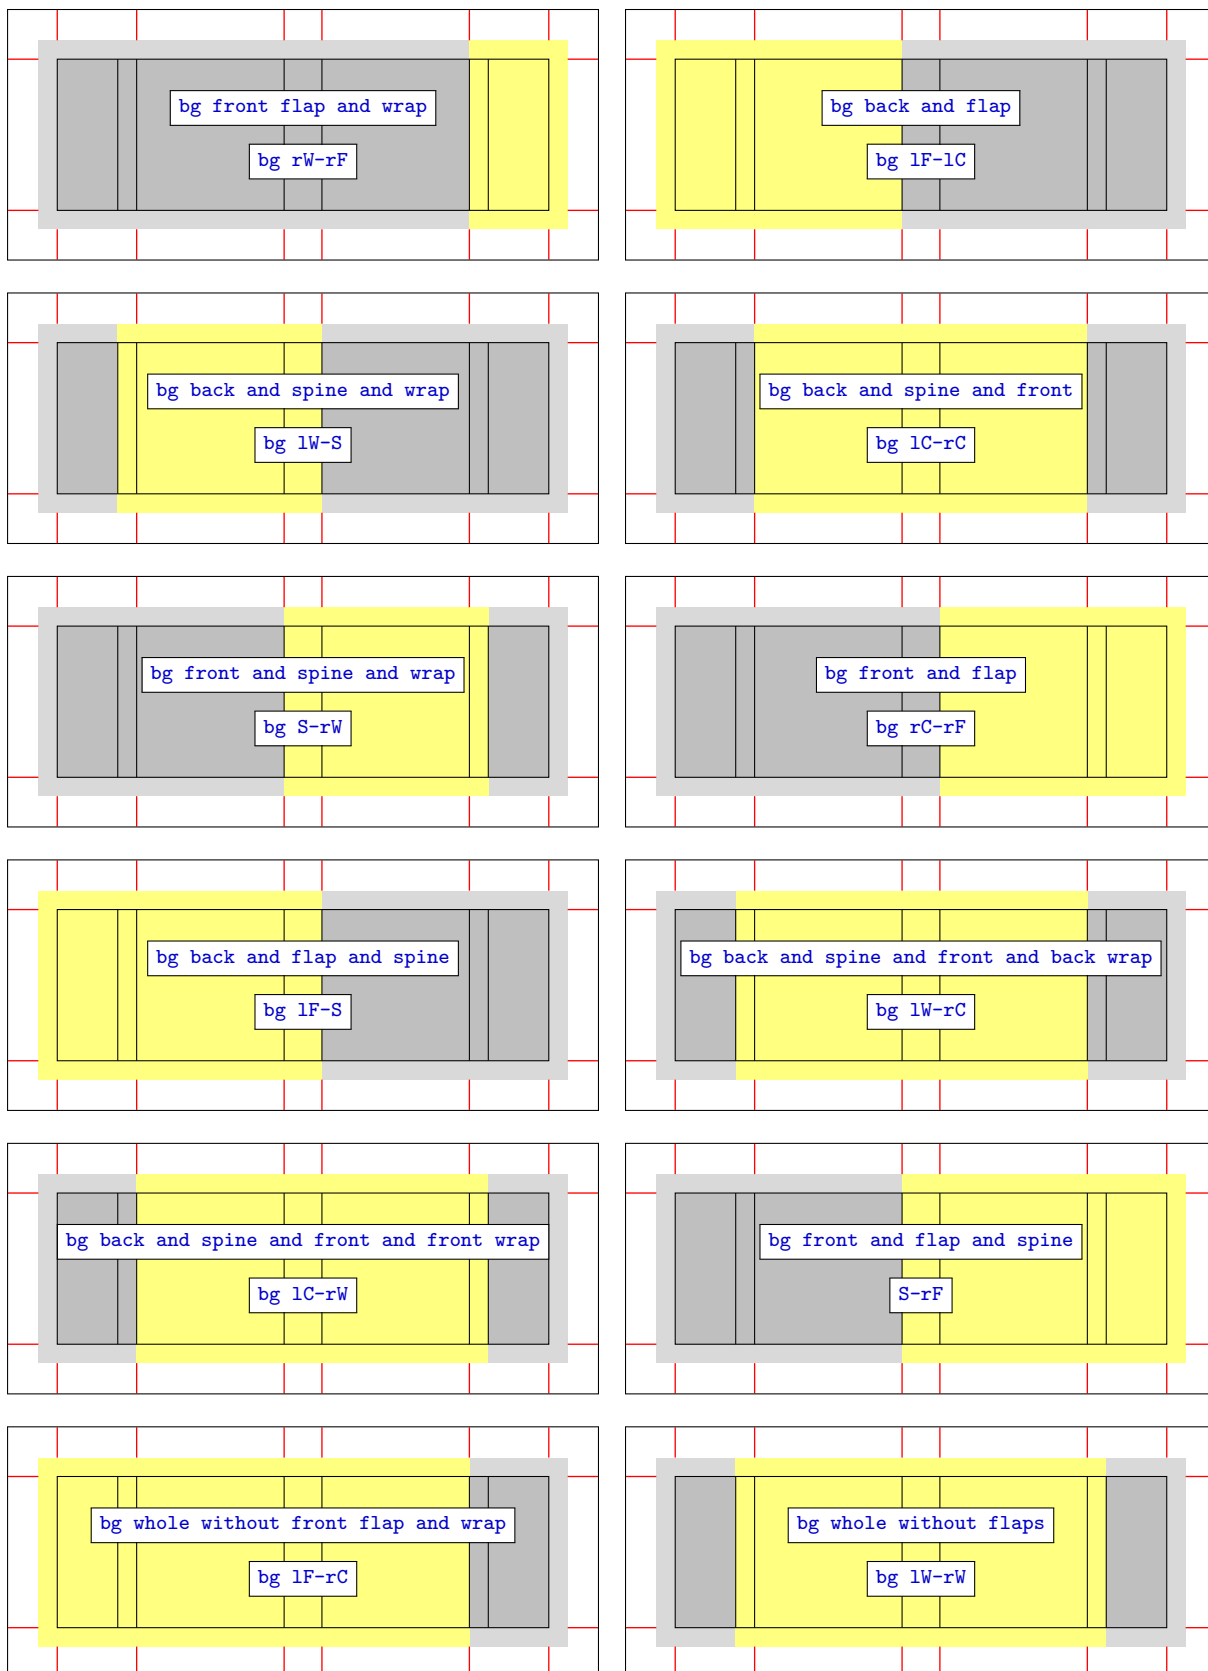 bg front flap and wrap
bg rW-rF
bg back and flap
bg lF-lC
bg back and spine and wrap
bg lW-S
bg back and spine and front
bg lC-rC
bg front and spine and wrap
bg S-rW
bg front and flap
bg rC-rF
bg back and flap and spine
bg lF-S
bg back and spine and front and back wrap
bg lW-rC
bg back and spine and front and front wrap
bg lC-rW
bg front and flap and spine
S-rF
bg whole without front flap and wrap
bg lF-rC
bg whole without flaps
bg lW-rW